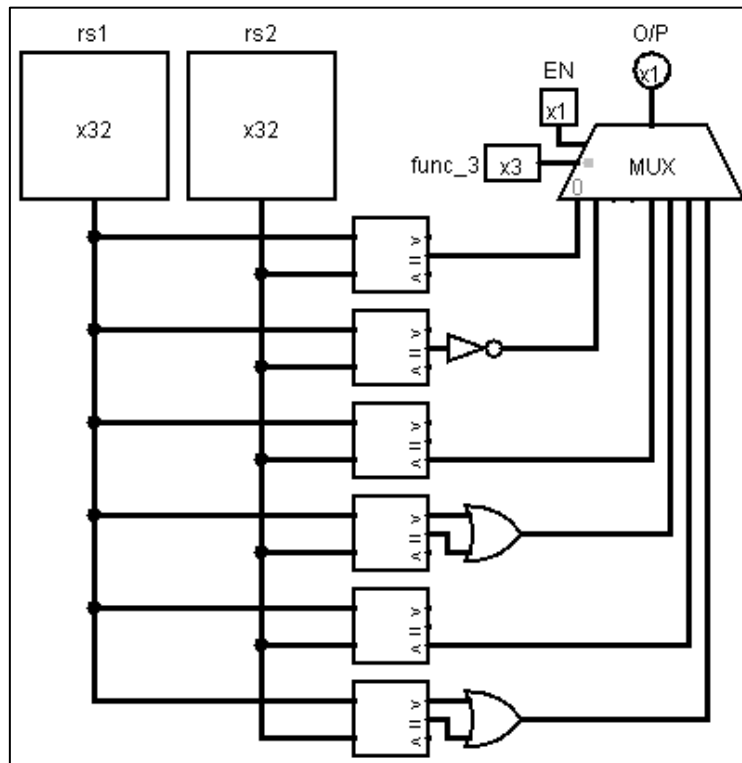 rs1
rs2
O/P
EN
x32
x32
x1
x1
func_3
x3
MUX
0
>
=
<
>
=
<
>
=
<
>
=
<
>
=
<
>
=
<